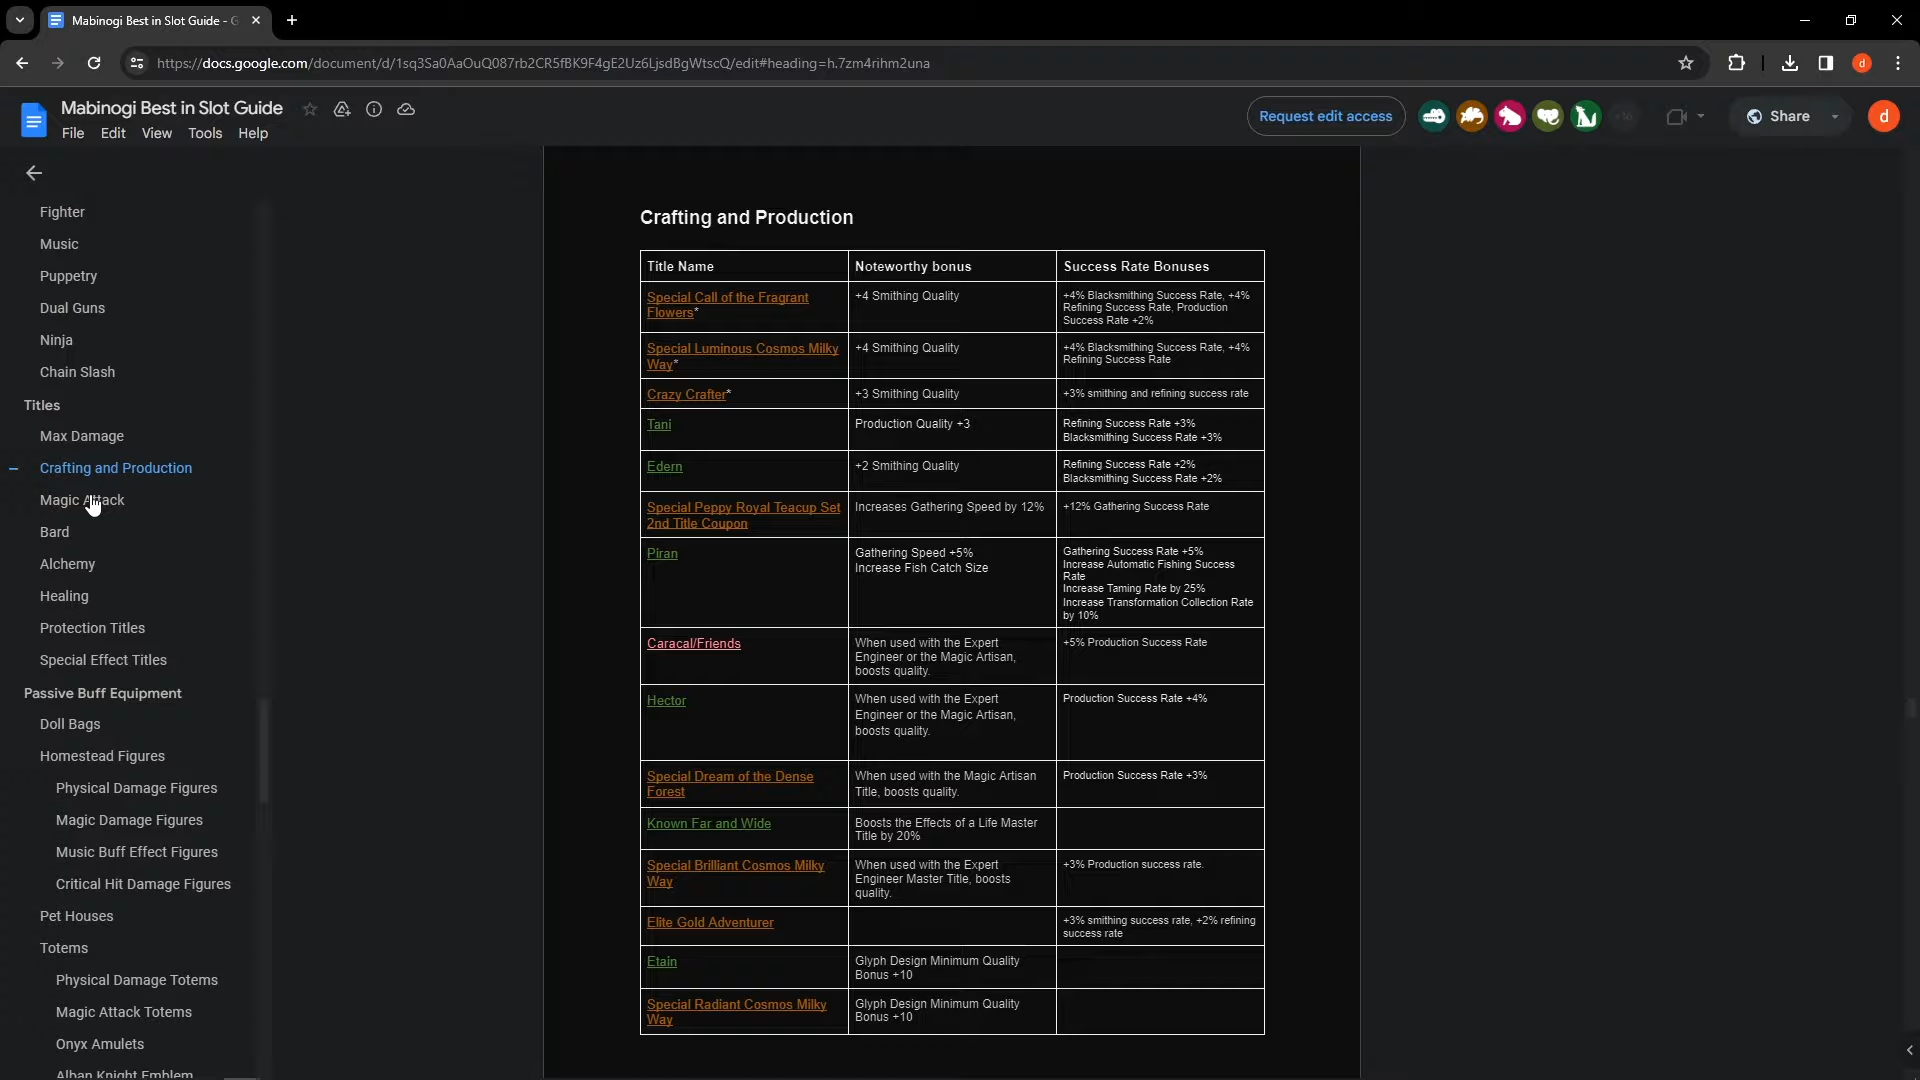 Mabinogi Best in Slot Guide - G
https://docs.google.com/document/d/1sq3Sa0AaOuQ087rb2CR5fBK9F4gE2Uz6LjsdBgWtscQ/edit#heading=h.7zm4rihm2una
d
Mabinogi Best in Slot Guide
File Edit View Tools Help
Request edit access
Share
d
Fighter
Music
Puppetry
Dual Guns
Ninja
Chain Slash
Titles
Max Damage
Crafting and Production
Magic Attack
Bard
Alchemy
Healing
Protection Titles
Special Effect Titles
Passive Buff Equipment
Doll Bags
Homestead Figures
Physical Damage Figures
Magic Damage Figures
Music Buff Effect Figures
Critical Hit Damage Figures
Pet Houses
Totems
Physical Damage Totems
Magic Attack Totems
Onyx Amulets
Alban Knight Emblem
Crafting and Production
Title Name Noteworthy bonus Success Rate Bonuses
Special Call of the Fragrant
Flowers*
+4 Smithing Quality
+4% Blacksmithing Success Rate, +4%
Refining Success Rate, Production
Success Rate +2%
Special Luminous Cosmos Milky
Way*
+4 Smithing Quality
+4% Blacksmithing Success Rate, +4%
Refining Success Rate
Crazy Crafter*
+3 Smithing Quality
+3% smithing and refining success rate
Tani
Production Quality +3
Refining Success Rate +3%
Blacksmithing Success Rate +3%
Edern
+2 Smithing Quality
Refining Success Rate +2%
Blacksmithing Success Rate +2%
Special Peppy Royal Teacup Set
2nd Title Coupon
Increases Gathering Speed by 12%
+12% Gathering Success Rate
Piran
Gathering Speed +5%
Increase Fish Catch Size
Gathering Success Rate +5%
Increase Automatic Fishing Success
Rate
Increase Taming Rate by 25%
Increase Transformation Collection Rate
by 10%
Caracal/Friends
When used with the Expert
Engineer or the Magic Artisan,
boosts quality.
+5% Production Success Rate
Hector
When used with the Expert
Engineer or the Magic Artisan,
boosts quality.
Production Success Rate +4%
Special Dream of the Dense
Forest
When used with the Magic Artisan
Title, boosts quality.
Production Success Rate +3%
Known Far and Wide
Boosts the Effects of a Life Master
Title by 20%
Special Brilliant Cosmos Milky
Way
When used with the Expert
Engineer Master Title, boosts
quality.
+3% Production success rate.
Elite Gold Adventurer
+3% smithing success rate, +2% refining
success rate
Etain
Glyph Design Minimum Quality
Bonus +10
Special Radiant Cosmos Milky
Way
Glyph Design Minimum Quality
Bonus +10